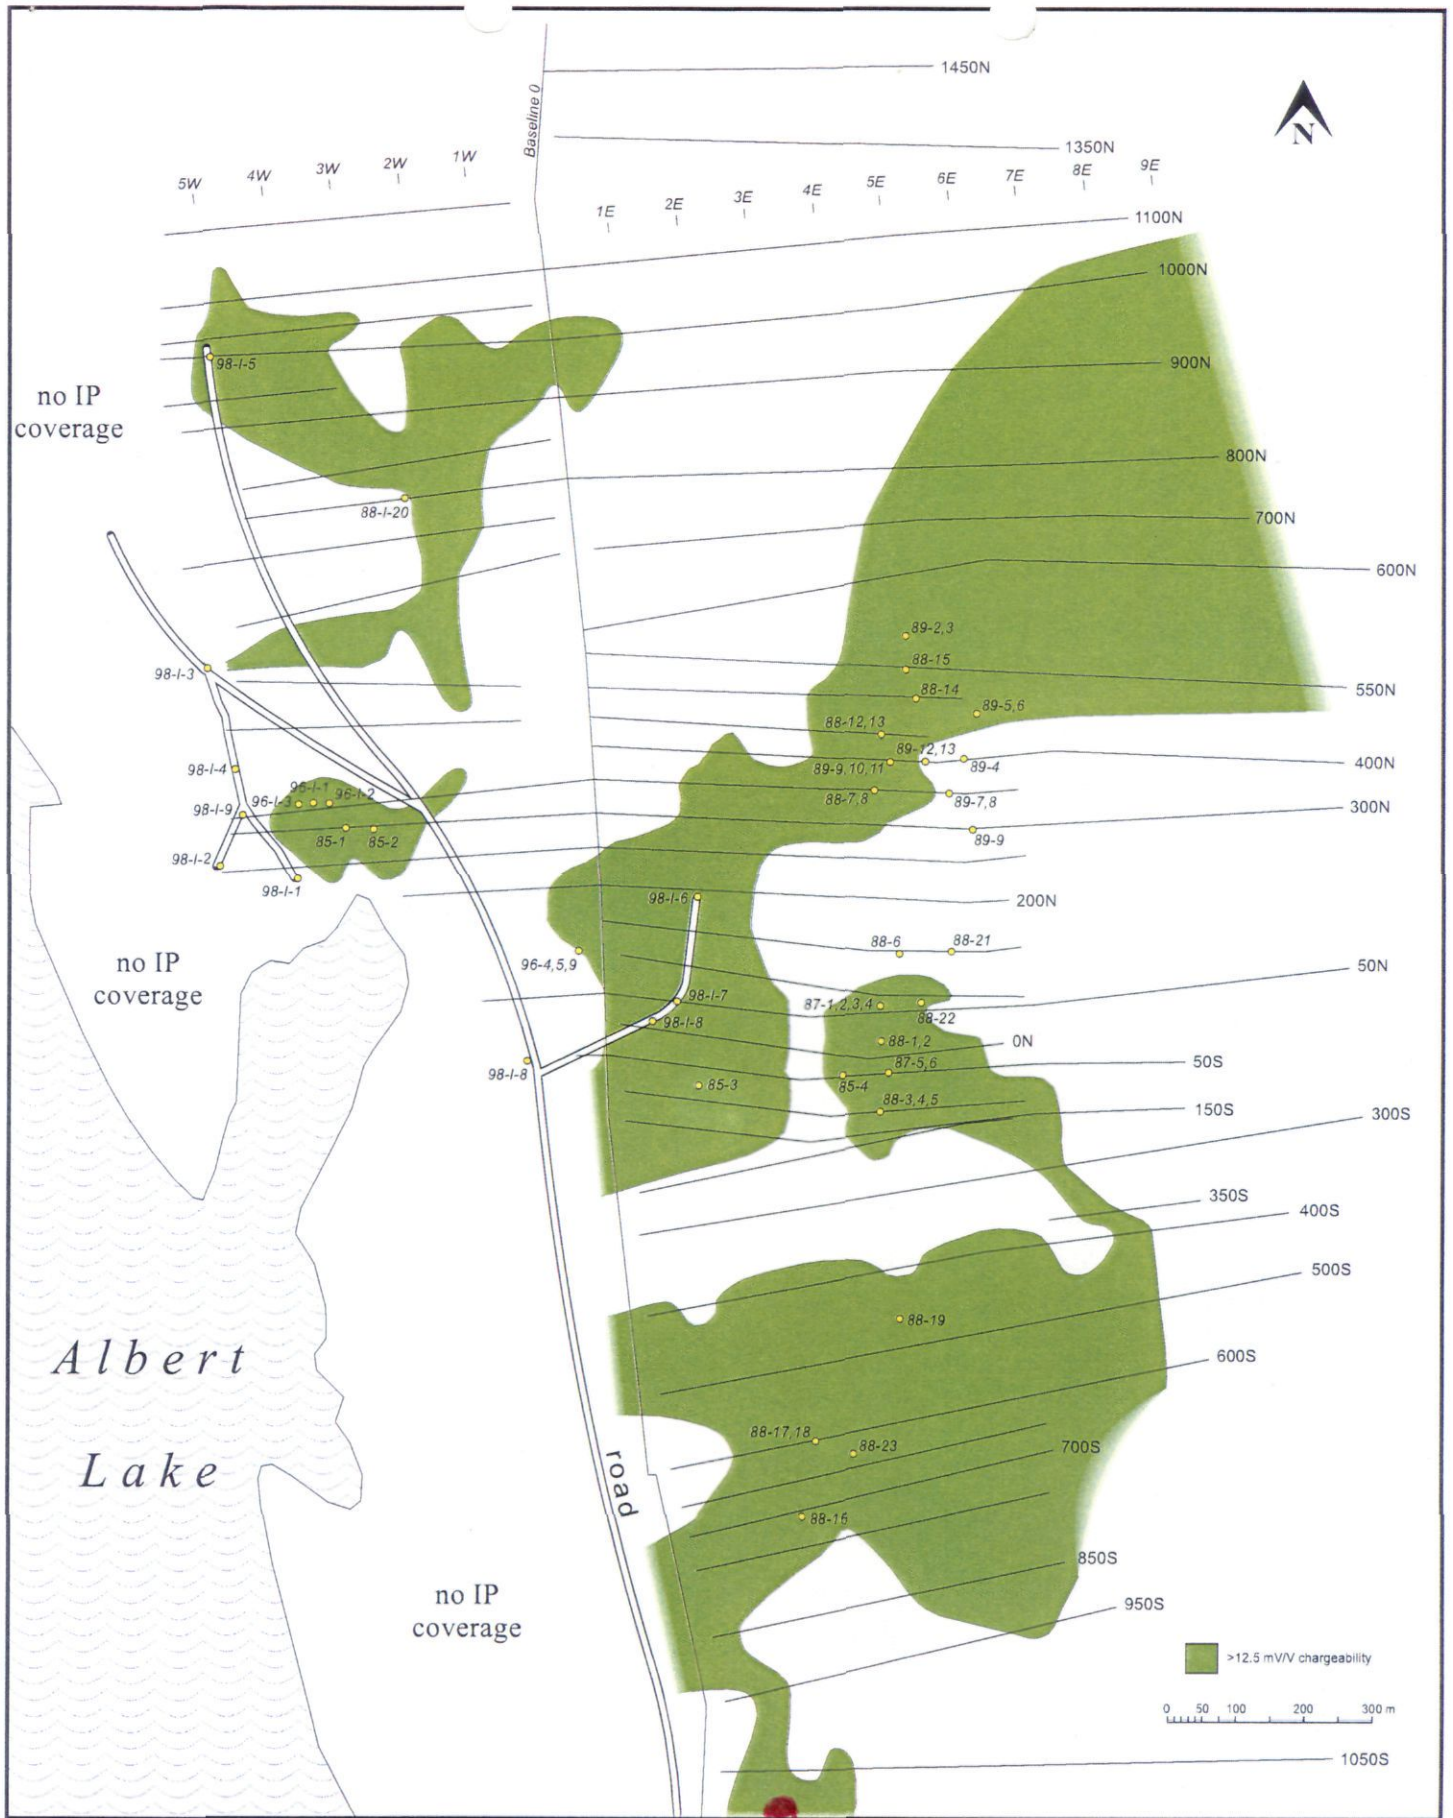 1450N
Baseline 0
N
1350N
5W 4W 3W 2W 1W
1E 2E 3E 4E 5E 6E 7E 8E 9E
1100N
1000N
98-I-5
900N
no IP
coverage
800N
88-I-20
700N
600N
89-2,3
88-15
98-I-3
550N
88-14
89-5,6
88-12,13
89-12,13
89-4
400N
98-I-4
89-9,10,11
96-I-1
96-I-3
96-I-2
88-7,8
89-7,8
98-I-9
300N
85-1
85-2
89-9
98-I-2
98-I-1
98-I-6
200N
88-6
88-21
96-4,5,9
no IP
coverage
50N
98-I-7
87-1,2,3,4
88-22
98-I-8
88-1,2
0N
98-I-8
87-5,6
50S
85-3
85-4
88-3,4,5
150S
300S
350S
400S
500S
88-19
Albert
600S
88-17,18
88-23
700S
Lake
road
88-16
850S
no IP
coverage
950S
>12.5 mV/V chargeability
0 50 100 200 300 m
1050S